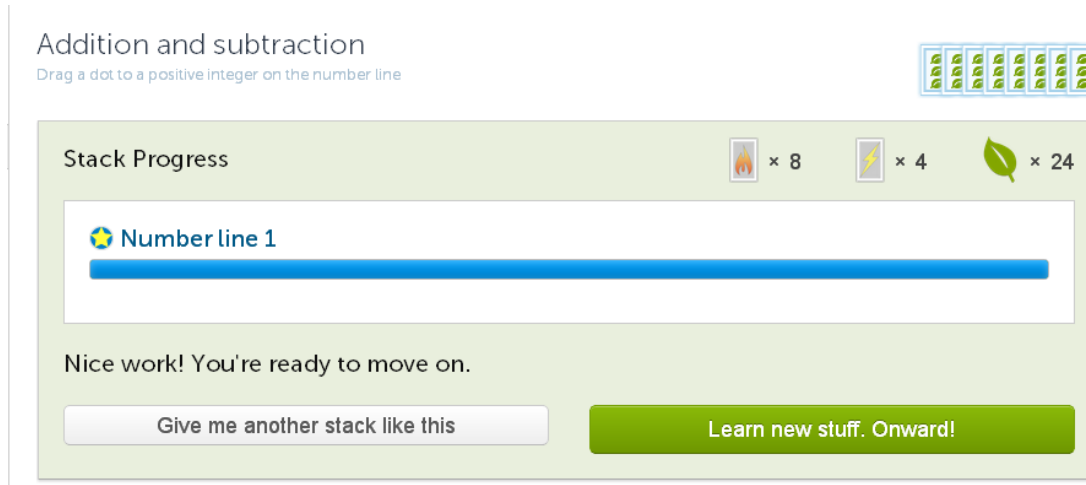 Addition and subtraction
Drag a dot to a positive integer on the number line
Stack Progress
× 8
× 4
× 24
Number line 1
Nice work! You're ready to move on.
Give me another stack like this
Learn new stuff. Onward!